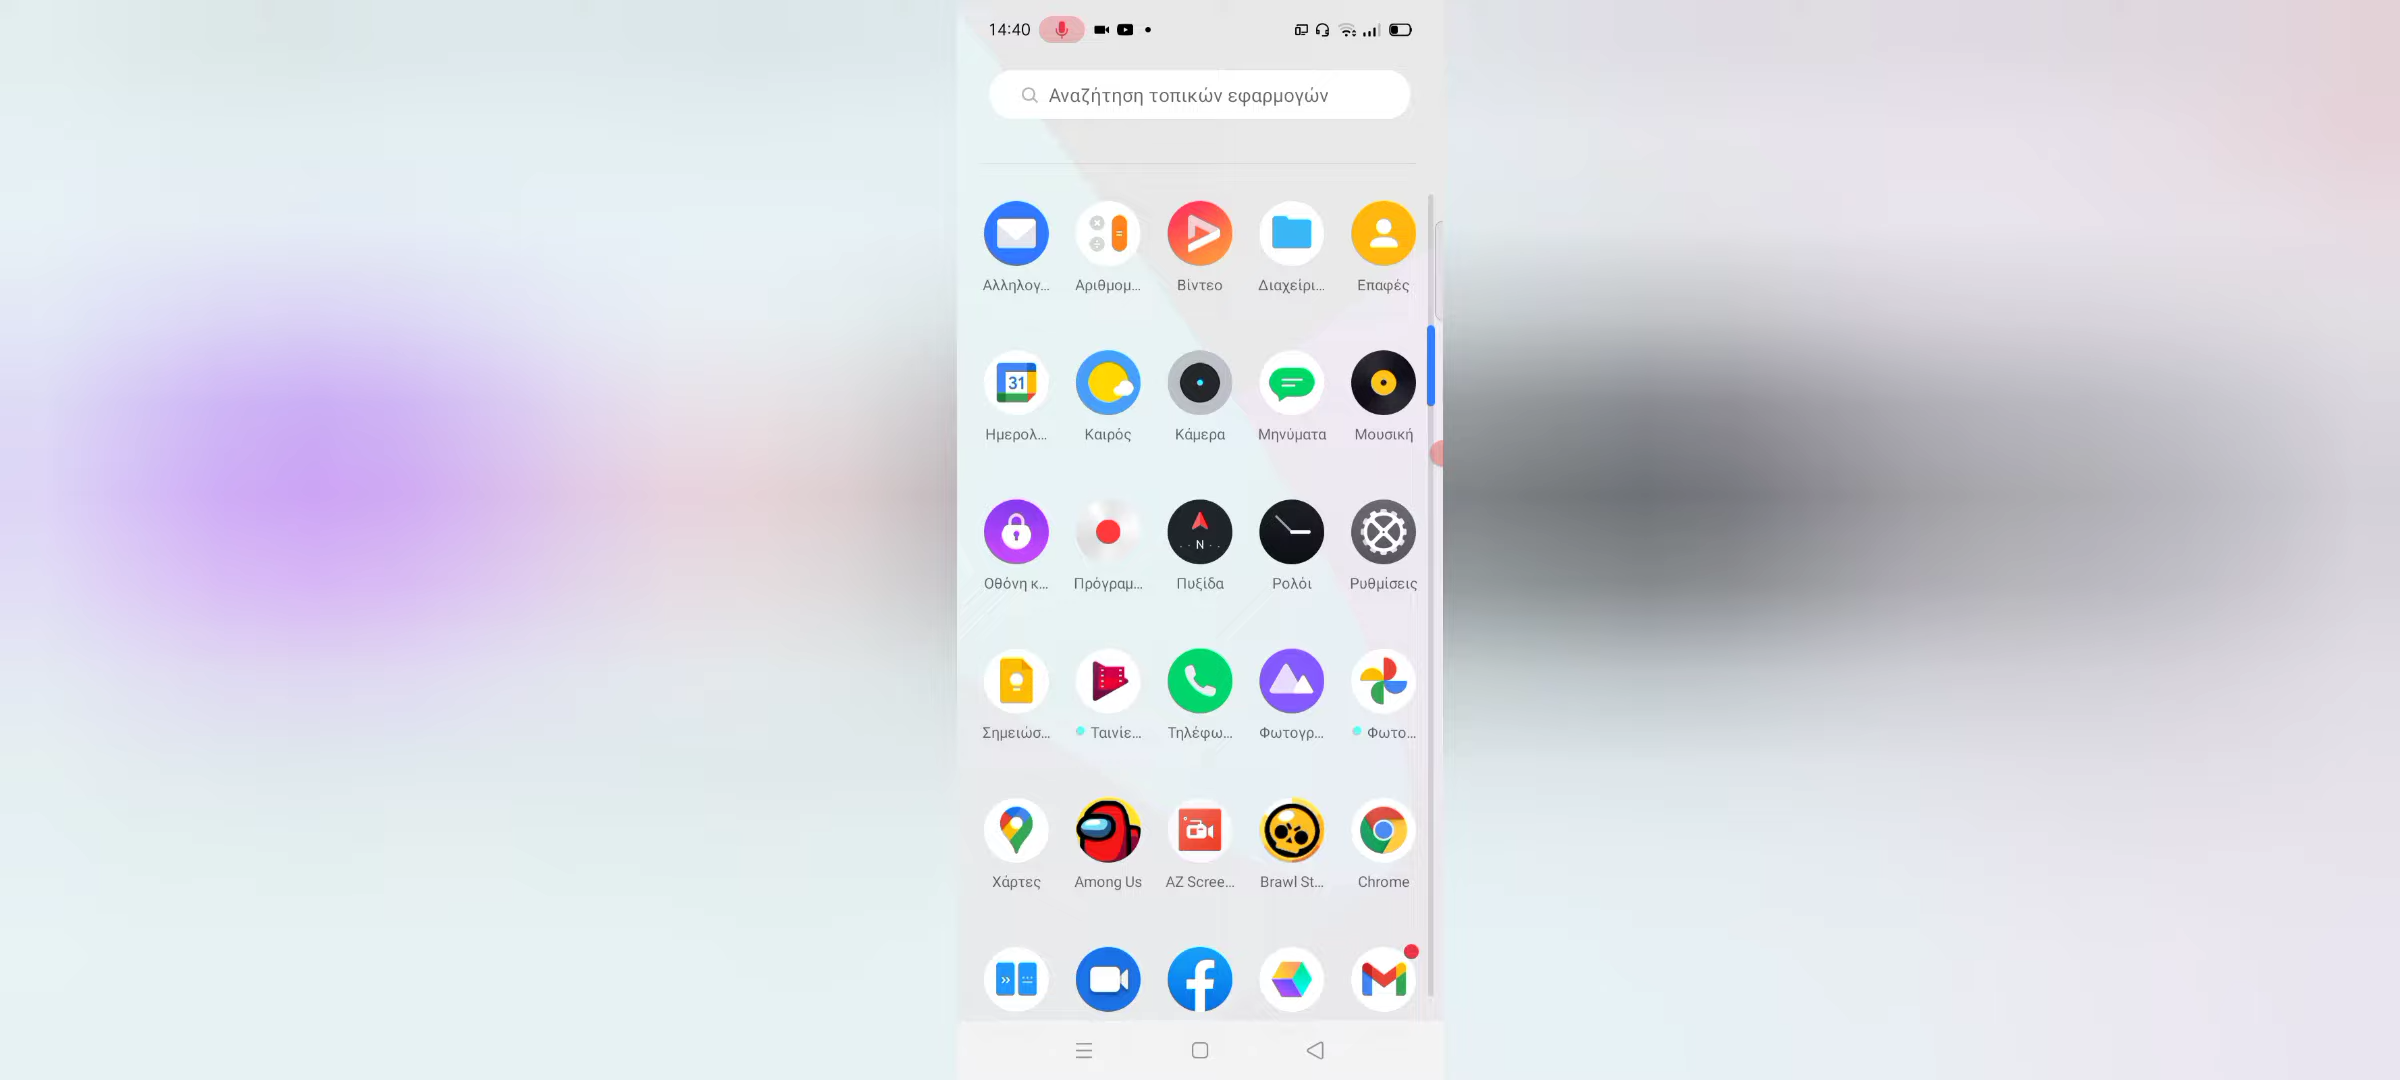 14:40
Αναζήτηση τοπικών εφαρμογών
Αλληλογ... Αριθμομ... Βίντεο Διαχείρι... Επαφές
31
Ημερολ... Καιρός Κάμερα Μηνύματα Μουσική
N
Οθόνη κ... Πρόγραμ... Πυξίδα Ρολόι Ρυθμίσεις
Σημειώσ... Ταινίε... Τηλέφω... Φωτογρ... Φωτο...
Χάρτες Among Us AZ Scree... Brawl St... Chrome